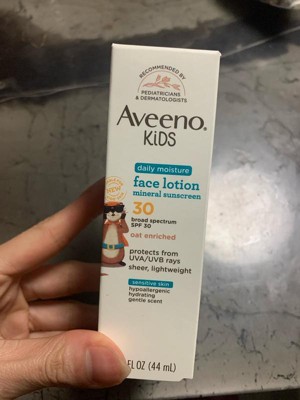 RECOMMENDED BY
PEDIATRICIANS
& DERMATOLOGISTS
Aveeno®
KiDS
daily moisture
face lotion
mineral sunscreen
30
broad spectrum
SPF 30
oat enriched
protects from
UVA/UVB rays
sheer, lightweight
sensitive skin
hypoallergenic
hydrating
gentle scent
FL OZ (44 mL)